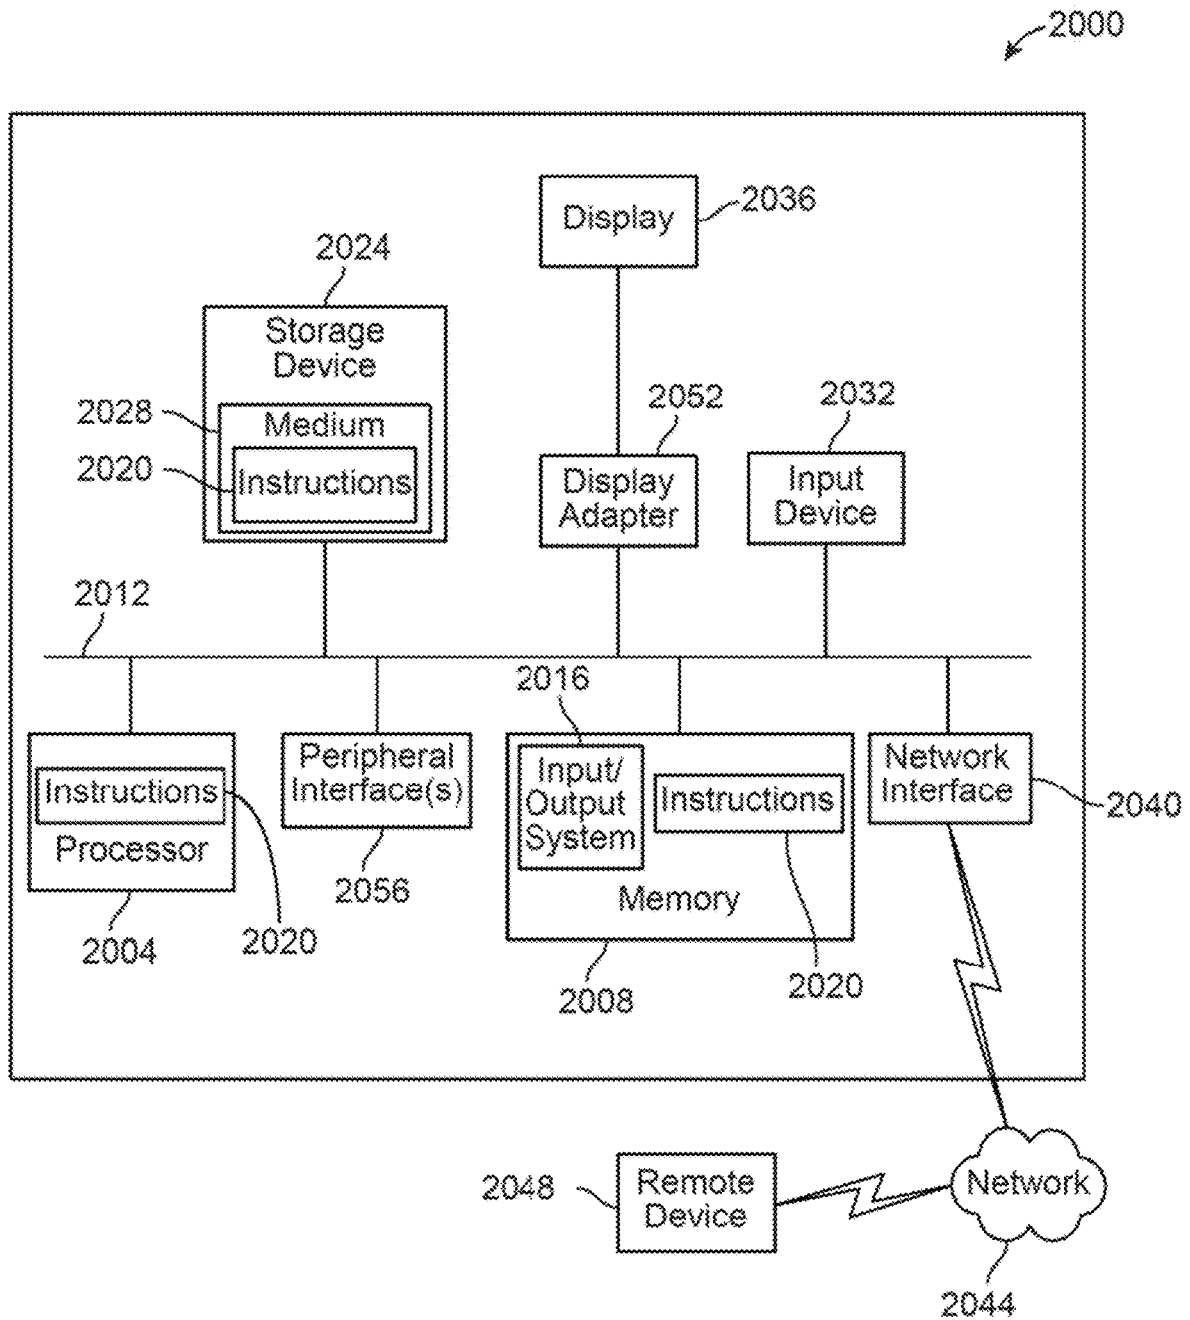 2000
Display
2036
2024
Storage
Device
2028
Medium
2020
Instructions
2052
Display
Adapter
2032
Input
Device
2012
2016
Instructions
Processor
2004
2020
Peripheral
Interface(s)
2056
Input/
Output
System
Instructions
Memory
2008
2020
Network
Interface
2040
2048
Remote
Device
Network
2044